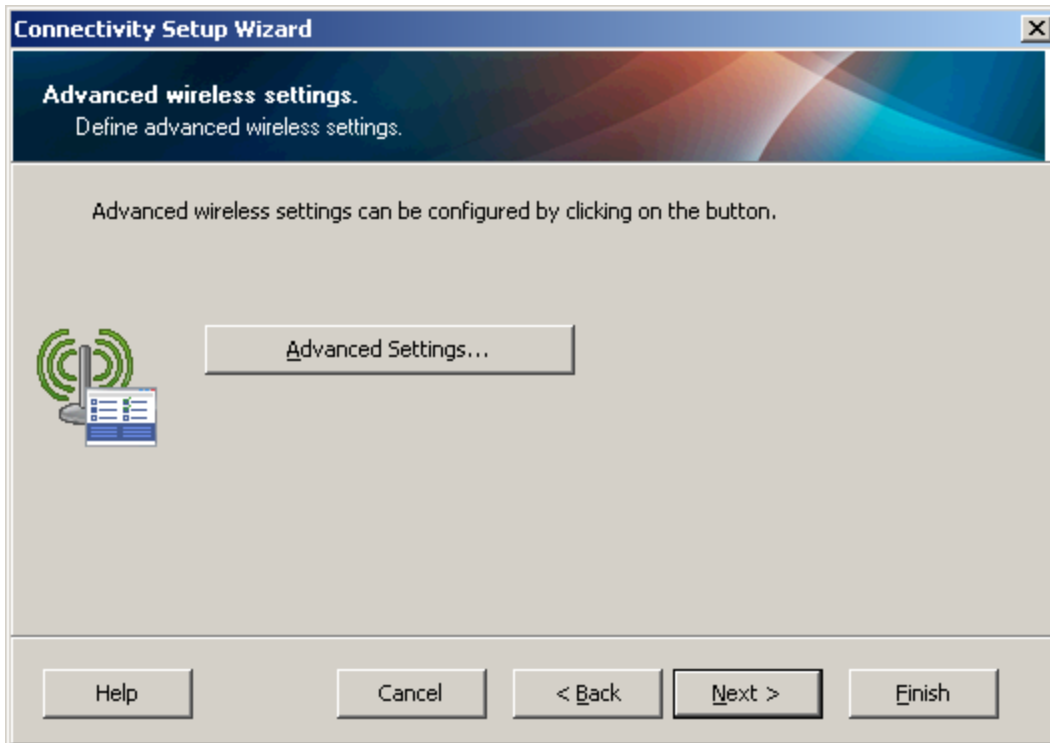 Connectivity Setup Wizard
Advanced wireless settings.
Define advanced wireless settings.
Advanced wireless settings can be configured by clicking on the button.
Advanced Settings...
Help
Cancel
< Back
Next >
Finish